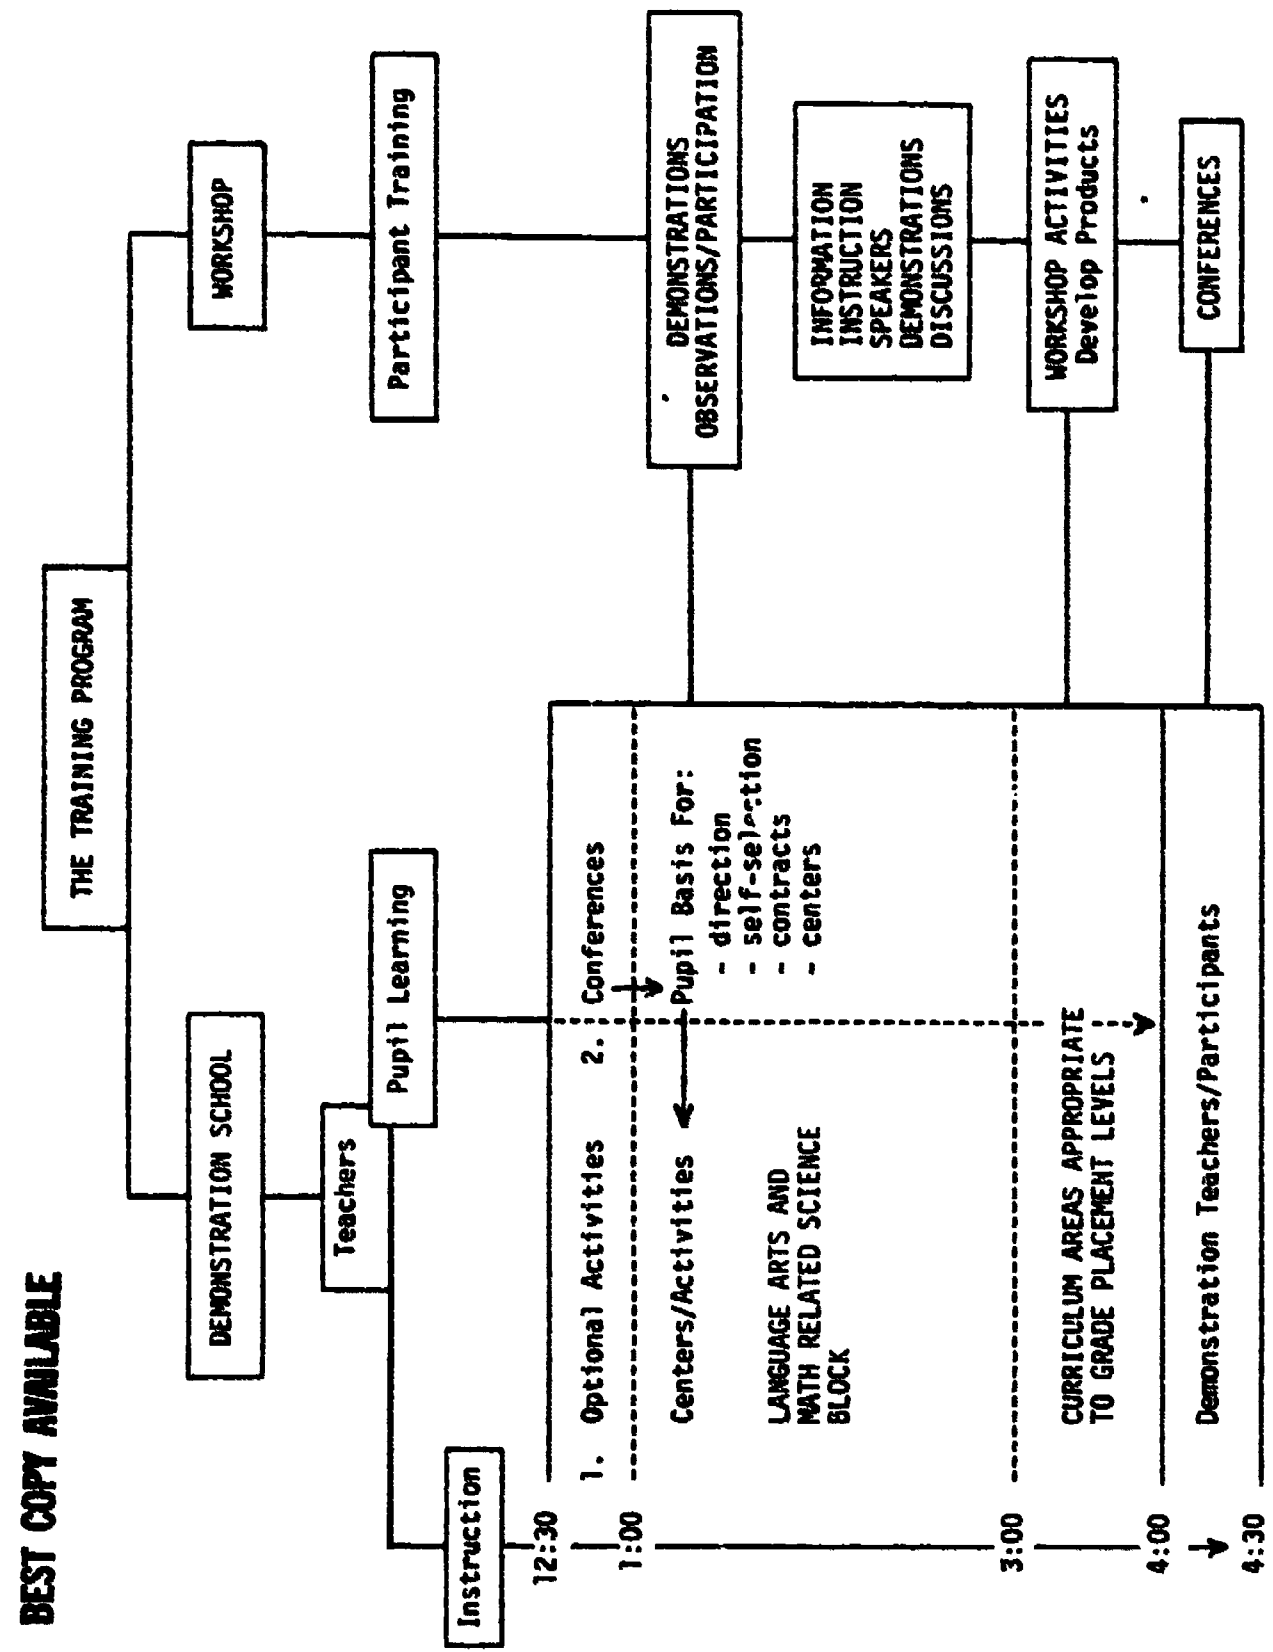 BEST COPY AVAILABLE
THE TRAINING PROGRAM
DEMONSTRATION SCHOOL
WORKSHOP
Teachers
Pupil Learning
Participant Training
Instruction
12:30
1. Optional Activities
2. Conferences
1:00
Centers/Activities
Pupil Basis For:
- direction
- self-selection
- contracts
- centers
LANGUAGE ARTS AND
MATH RELATED SCIENCE
BLOCK
DEMONSTRATIONS
OBSERVATIONS/PARTICIPATION
INFORMATION
INSTRUCTION
SPEAKERS
DEMONSTRATIONS
DISCUSSIONS
3:00
CURRICULUM AREAS APPROPRIATE
TO GRADE PLACEMENT LEVELS
WORKSHOP ACTIVITIES
Develop Products
4:00
Demonstration Teachers/Participants
CONFERENCES
4:30